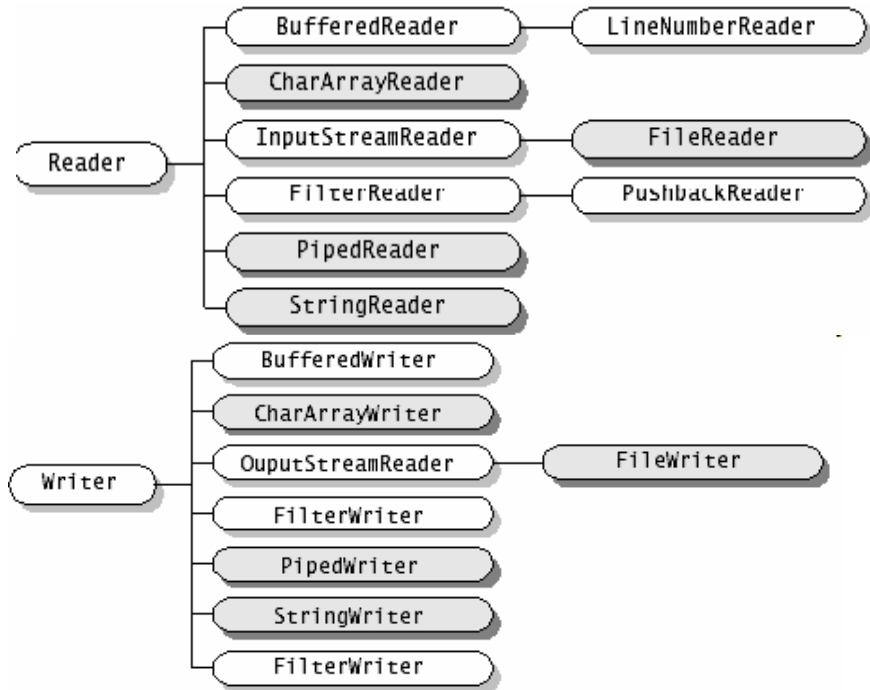 BufferedReader LineNumberReader
CharArrayReader
InputStreamReader FileReader
Reader
FilterReader PushbackReader
PipedReader
StringReader
BufferedWriter
CharArrayWriter
OuputStreamReader FileWriter
Writer
FilterWriter
PipedWriter
StringWriter
FilterWriter